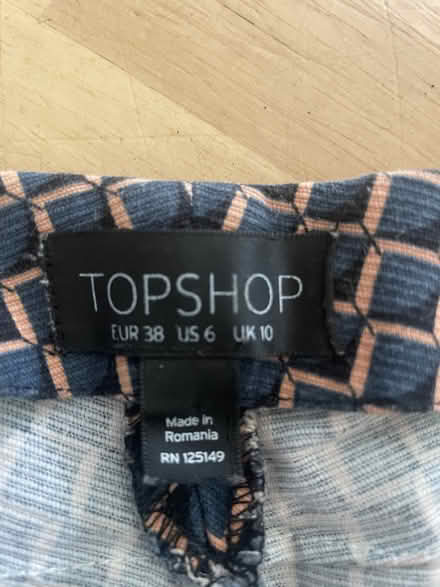 TOPSHOP
EUR 38 US 6 UK 10
Made in
Romania
RN 125149